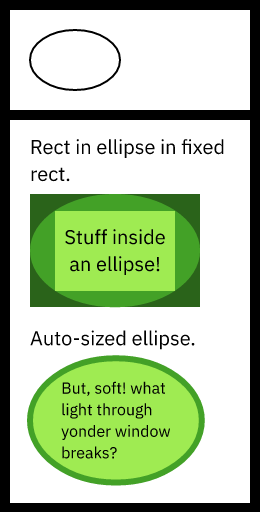 Rect in ellipse in fixed
rect.
Stuff inside
an ellipse!
Auto-sized ellipse.
But, soft! what
light through
yonder window
breaks?